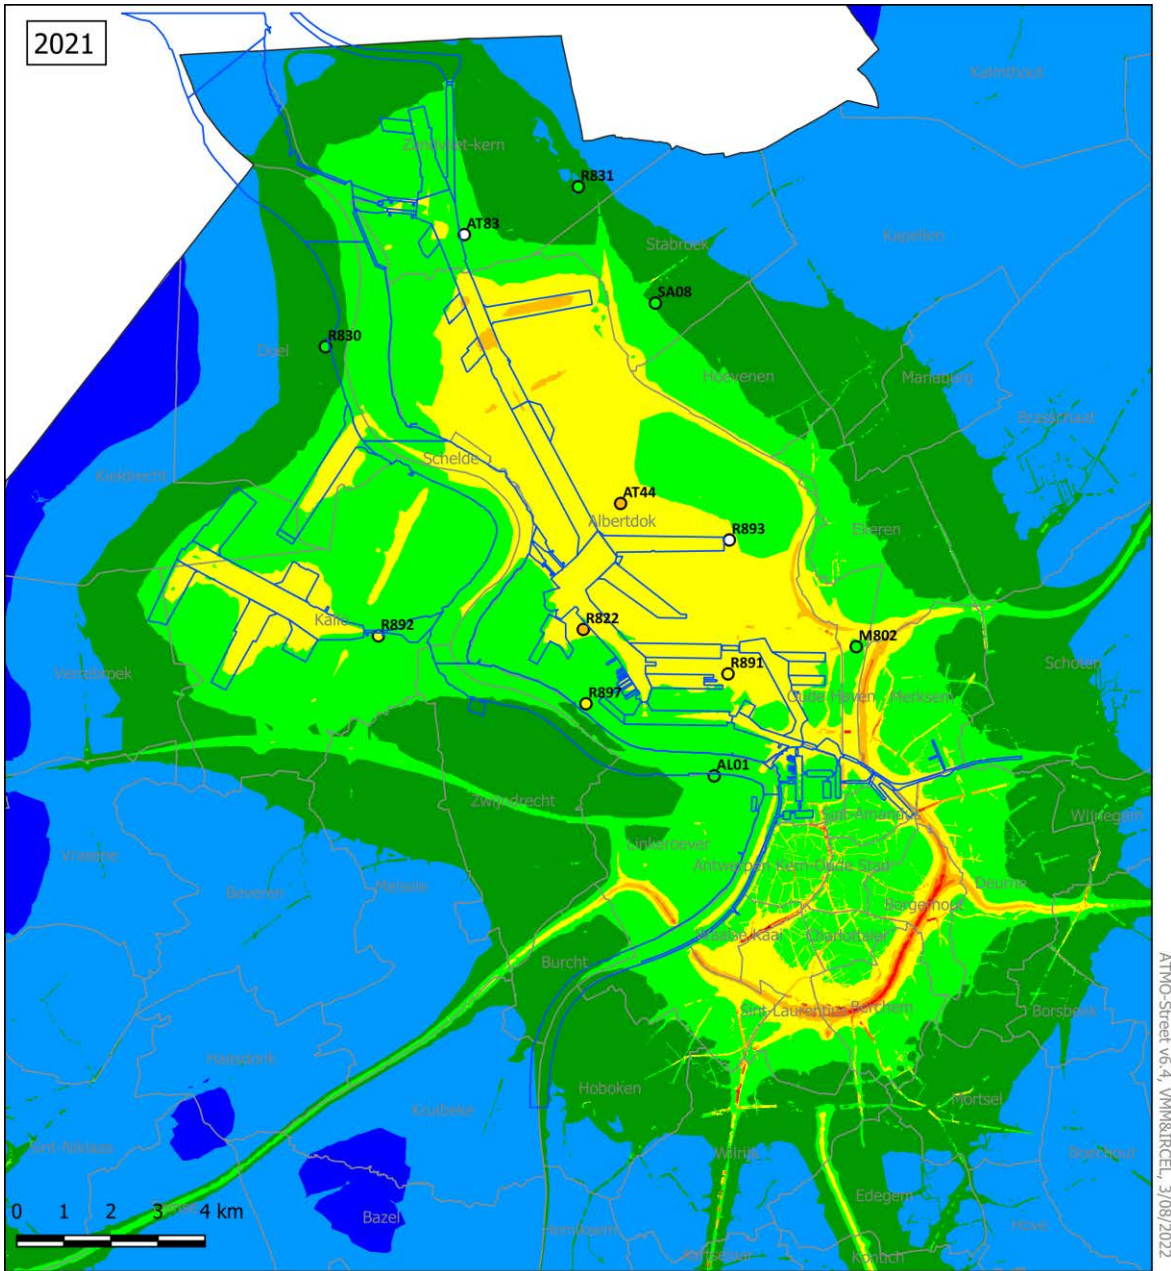 2021
Kalmthout
Zandvliet-kern
R831
AT83
Stabroek
Kapellen
SA08
R830
Doel
Hoevenen
Mariaburg
Brasschaat
Schelde
Kieldrecht
AT44
Albertdok
R893
Ekeren
R822
Kallo
R892
M802
Schoten
Verrebroek
R891
Oude Haven
Merksem
R897
AL01
Zwijndrecht
Sint-Amandus
Wijnegem
Linkeroever
Vrasene
Antwerpen Kern-Oude Stad
Beveren
Melsele
Deurne
Borgerhout
Burcht
Borsbeek
Sint-Laurentius
Berchem
Haasdonk
Hoboken
Mortsel
Kruibeke
Sint-Niklaas
Wilrijk
Boechout
Edegem
0 1 2 3 4 km
Bazel
Hove
Hemiksem
Aartselaar
Kontich
ATMO-Street v6.4, VMM&IRCEL, 3/08/2022